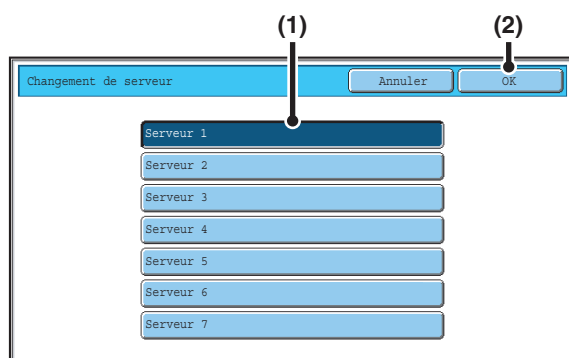 (1) (2)
Changement de serveur Annuler OK
Serveur 1
Serveur 2
Serveur 3
Serveur 4
Serveur 5
Serveur 6
Serveur 7